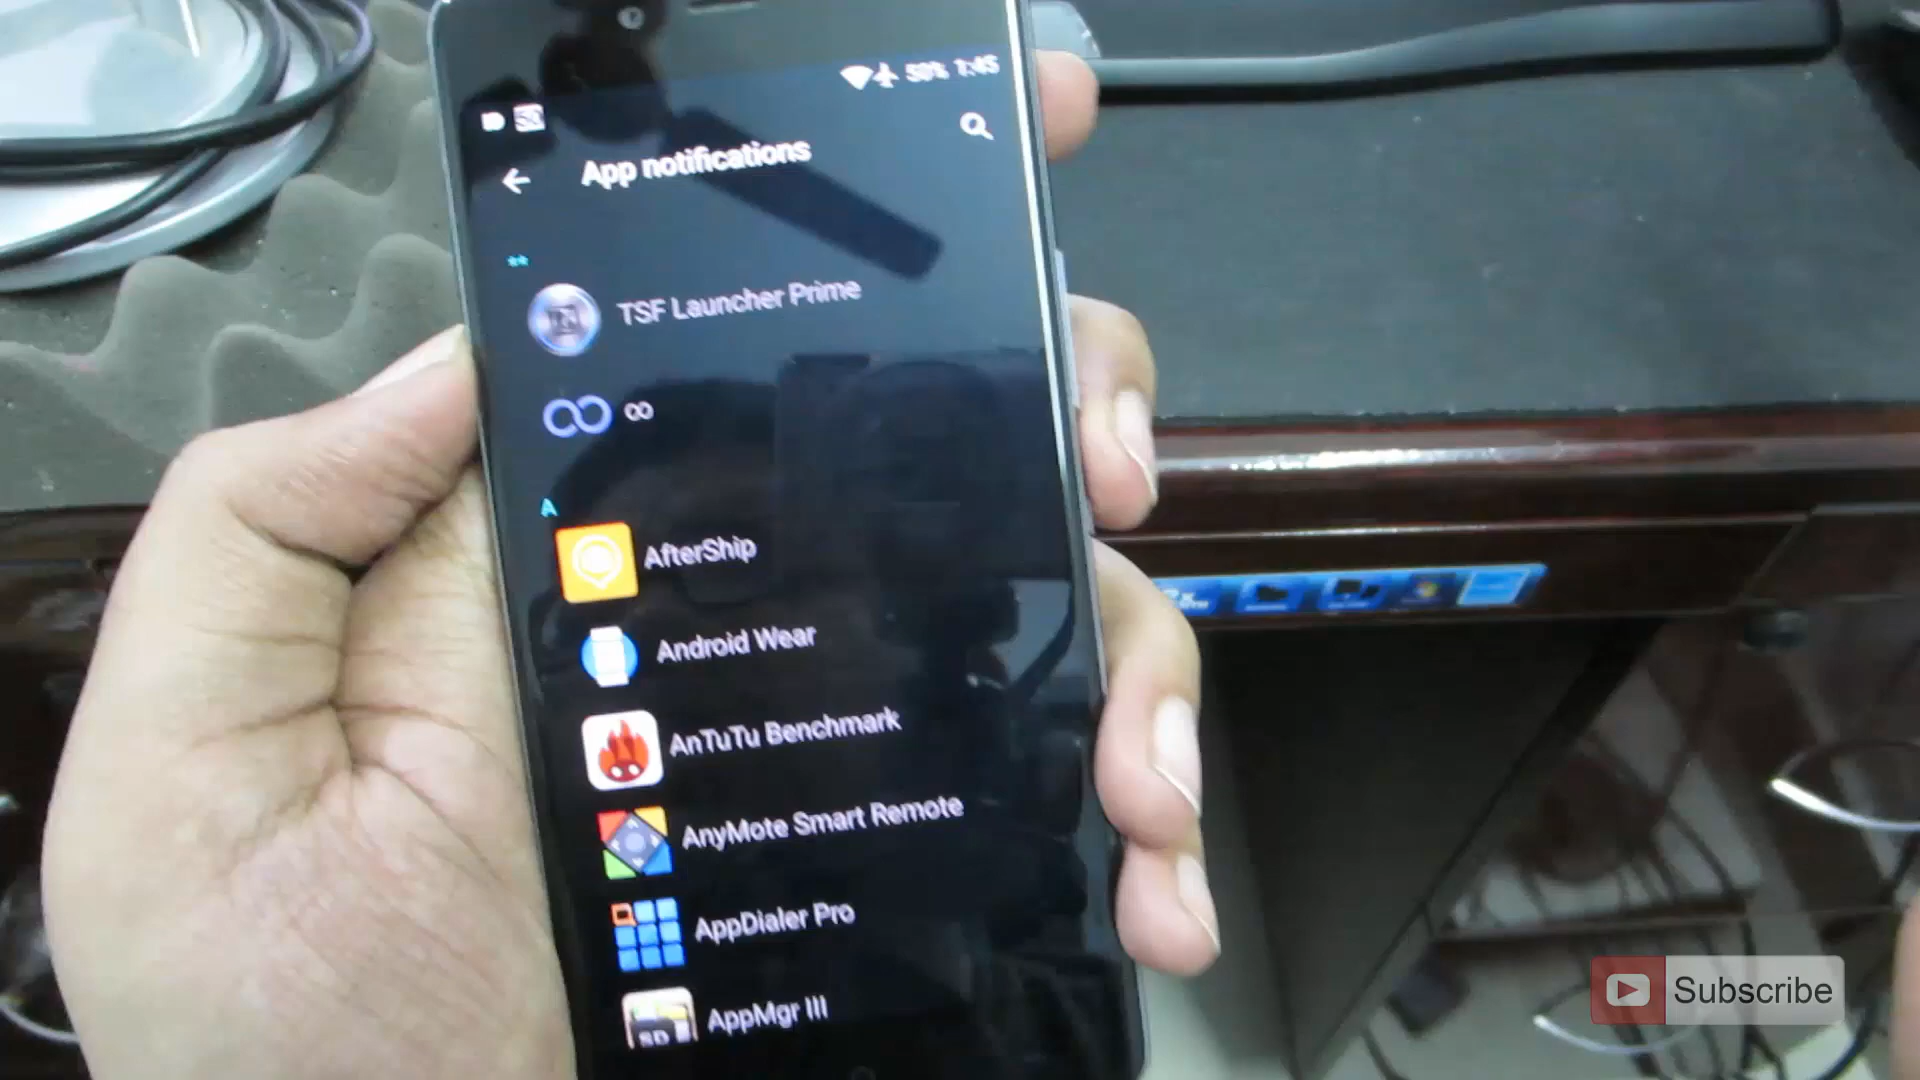 50% 1:45
App notifications
**
TSF Launcher Prime
∞
A
AfterShip
Android Wear
AnTuTu Benchmark
AnyMote Smart Remote
AppDialer Pro
AppMgr III
Subscribe